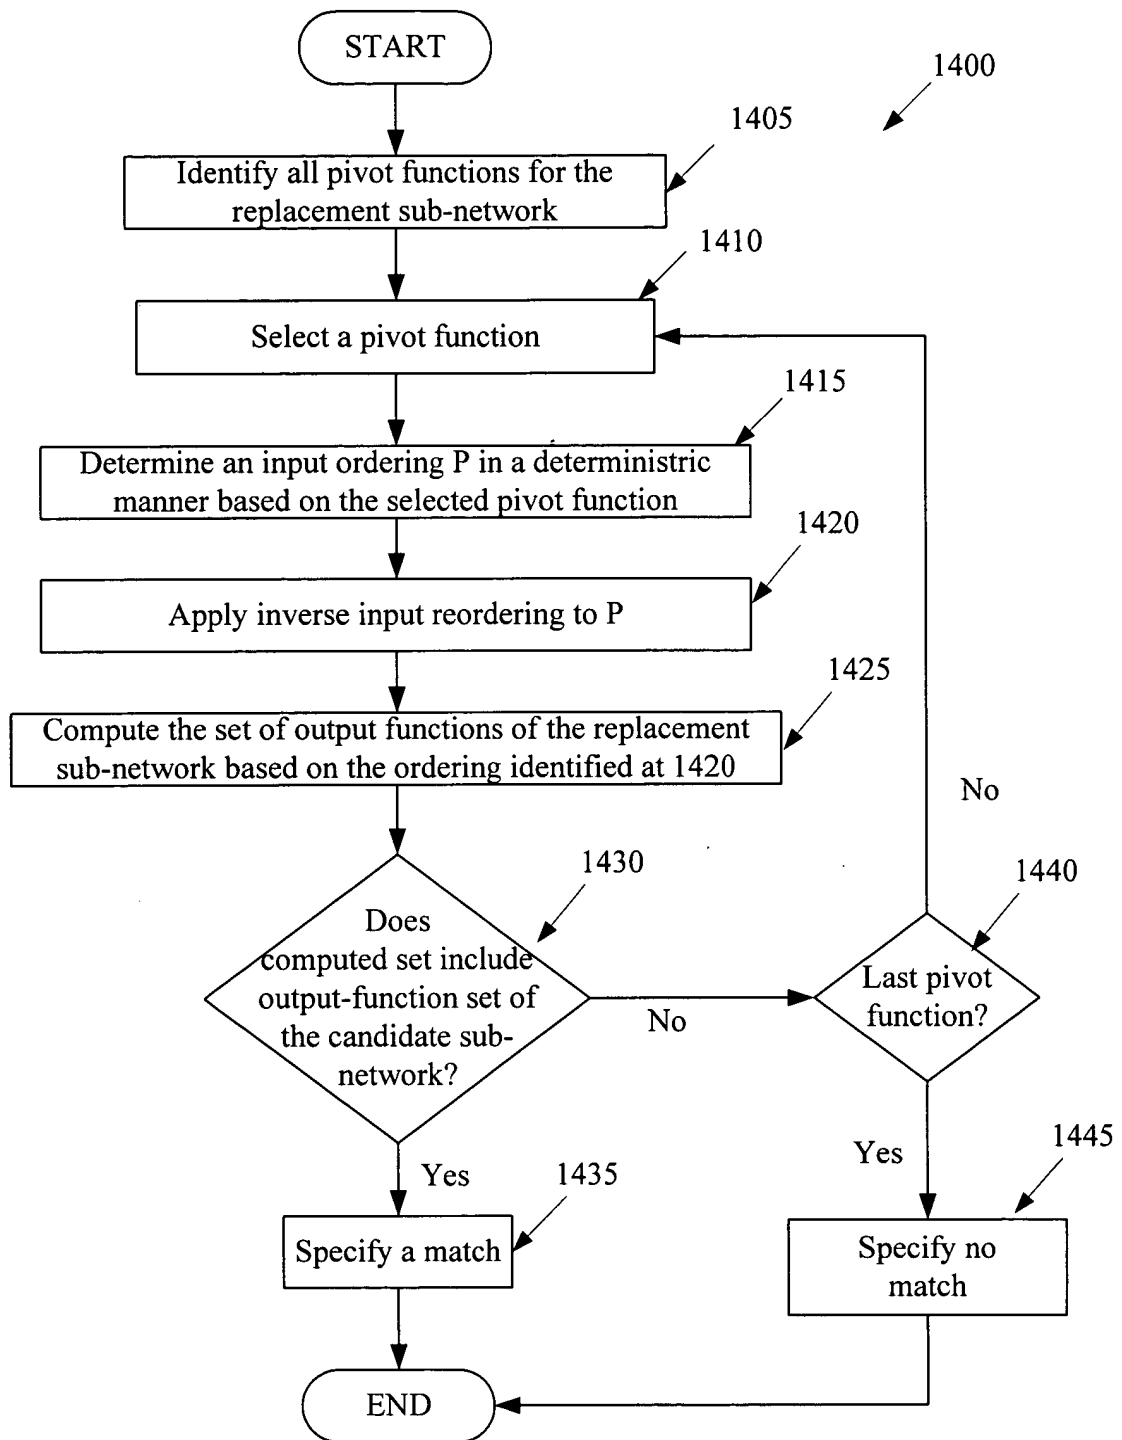 START
1400
1405
Identify all pivot functions for the
replacement sub-network
1410
Select a pivot function
1415
Determine an input ordering P in a deterministric
manner based on the selected pivot function
1420
Apply inverse input reordering to P
1425
Compute the set of output functions of the replacement
sub-network based on the ordering identified at 1420
No
1430
1440
Does
computed set include
output-function set of
the candidate sub-
network?
No
Last pivot
function?
Yes
1435
Yes
1445
Specify a match
Specify no
match
END